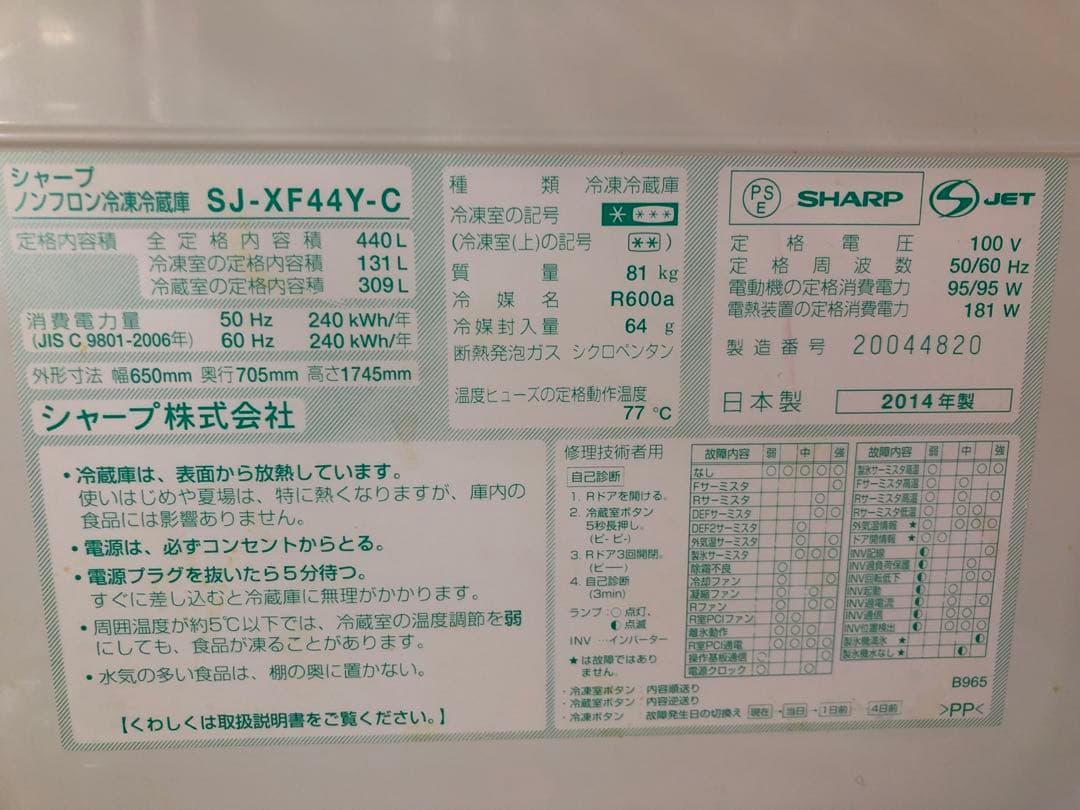 シャープ
ノンフロン冷凍冷蔵庫 SJ-XF44Y-C
定格内容積 全定格内容積 440 L
冷凍室の定格内容積 131 L
冷蔵室の定格内容積 309 L
消費電力量 50 Hz 240 kWh/年
(JIS C 9801-2006年) 60 Hz 240 kWh/年
外形寸法 幅650mm 奥行705mm 高さ1745mm
シャープ株式会社
種類 冷凍冷蔵庫
冷凍室の記号 * ***
(冷凍室(上)の記号 ** )
質量 81 kg
冷媒名 R600a
冷媒封入量 64 g
断熱発泡ガス シクロペンタン
温度ヒューズの定格動作温度
77 ℃
PSE SHARP S JET
定格電圧 100 V
定格周波数 50/60 Hz
電動機の定格消費電力 95/95 W
電熱装置の定格消費電力 181 W
製造番号 20044820
日本製 2014年製
・冷蔵庫は、表面から放熱しています。
使いはじめや夏場は、特に熱くなりますが、庫内の
食品には影響ありません。
・電源は、必ずコンセントからとる。
・電源プラグを抜いたら5分待つ。
すぐに差し込むと冷蔵庫に無理がかかります。
・周囲温度が約5℃以下では、冷蔵室の温度調節を弱
にしても、食品が凍ることがあります。
・水気の多い食品は、棚の奥に置かない。
【くわしくは取扱説明書をご覧ください。】
修理技術者用
自己診断
1. Rドアを開ける。
2. 冷蔵室ボタン
5秒長押し。
(ピ- ピ-)
3. Rドア3回開閉。
(ピ―)
4. 自己診断
(3min)
ランプ:○点灯、
◐点滅
INV …インバーター
★は故障ではあり
ません。
故障内容 弱 中 強
なし ○ ○ ○
Fサーミスタ
Rサーミスタ
DEFサーミスタ
DEF2サーミスタ
外気温サーミスタ
製氷サーミスタ
除霜不良
冷却ファン
凝縮ファン
Rファン
R室PCIファン
離氷動作
R室PCI通電
操作基板通信
電源クロック
故障内容 弱 中 強
製氷サーミスタ高温
Fサーミスタ高温
Rサーミスタ高温
Rサーミスタ低温
外気温情報 ★
ドア開情報 ★
INV配線
INV過負荷保護
INV回転低下
INV起動
INV過電流
INV通信
INV位置検出
製氷機満氷 ★
製氷機水なし ★
・冷凍室ボタン:内容順送り
・冷蔵室ボタン:内容逆送り
・冷凍ボタン:故障発生日の切換え 現在→当日→1日前…4日前
B965
>PP<